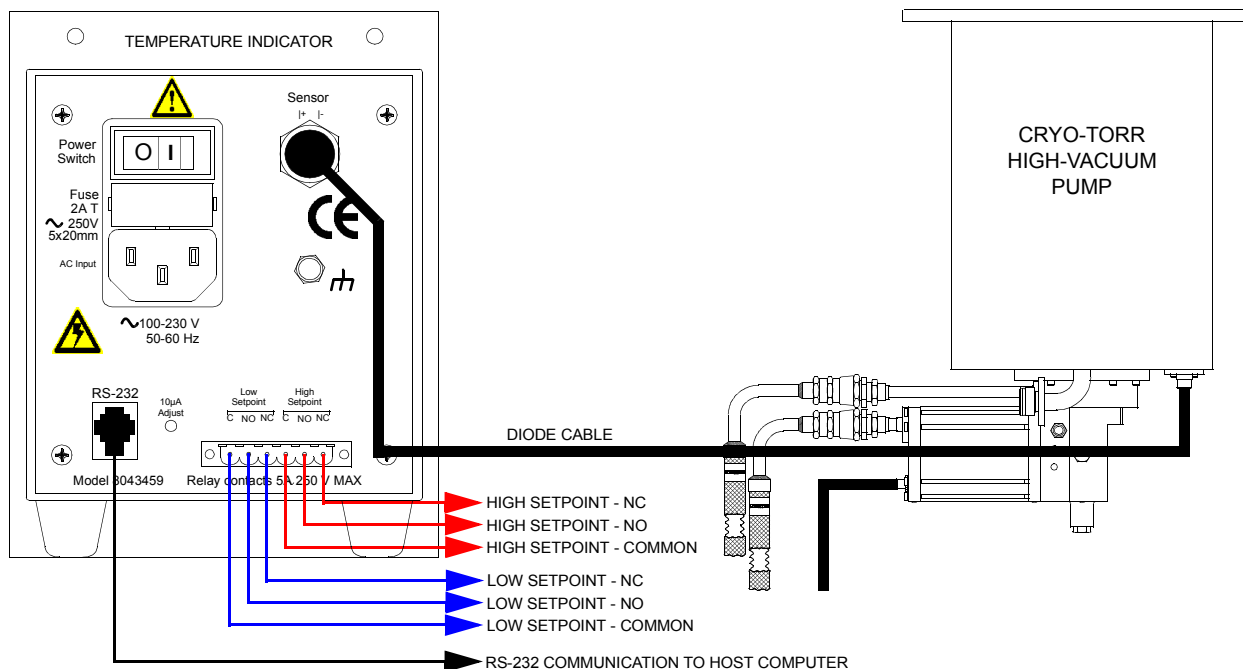 TEMPERATURE INDICATOR
Sensor
|+ |-
Power
Switch
O I
Fuse
2A T
∿ 250V
5x20mm
AC Input
∿100-230 V
50-60 Hz
CE
RS-232
10µA
Adjust
Low
Setpoint
High
Setpoint
C NO NC C NO NC
Model 8043459
Relay contacts 5A 250 V MAX
CRYO-TORR
HIGH-VACUUM
PUMP
DIODE CABLE
HIGH SETPOINT - NC
HIGH SETPOINT - NO
HIGH SETPOINT - COMMON
LOW SETPOINT - NC
LOW SETPOINT - NO
LOW SETPOINT - COMMON
RS-232 COMMUNICATION TO HOST COMPUTER